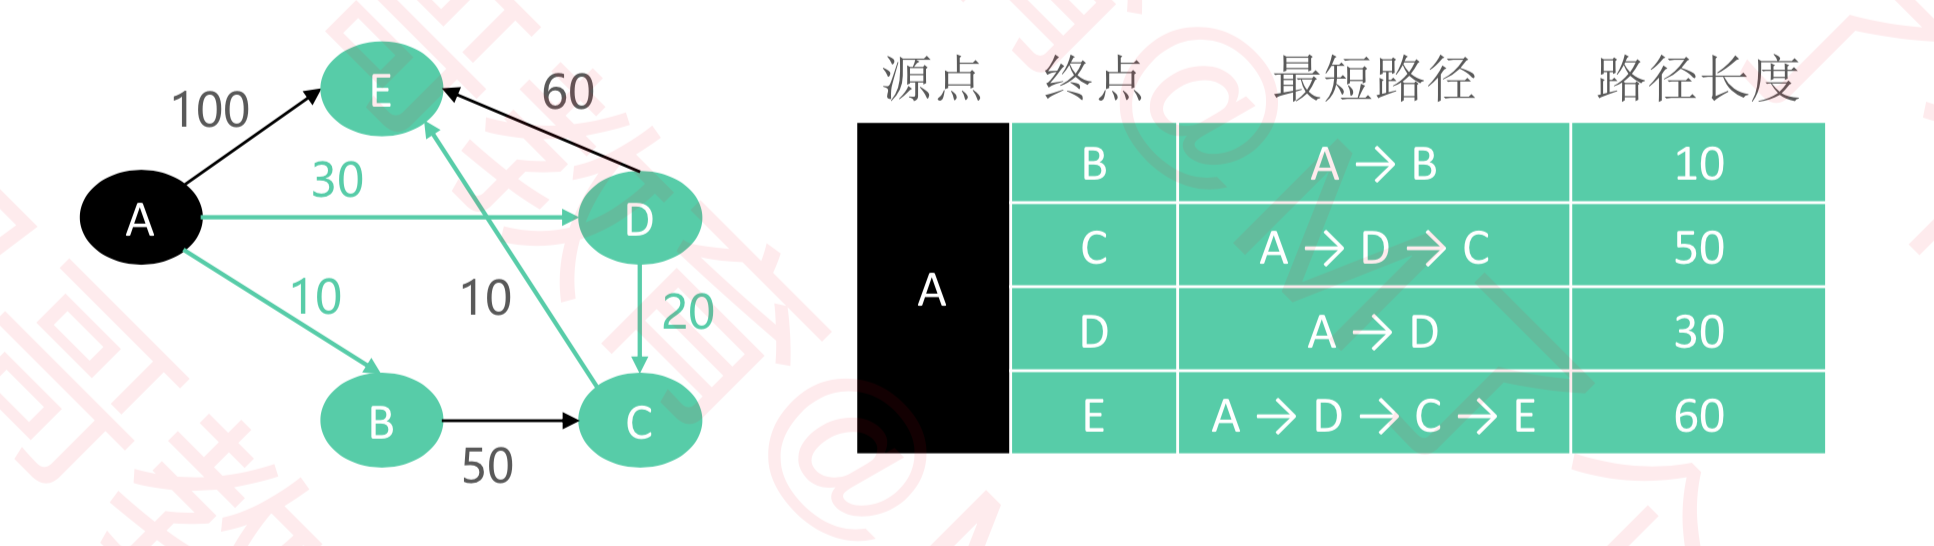 E
60
100
30
A
D
10
10
20
B
C
50
源点 终点 最短路径 路径长度
A
B A → B 10
C A → D → C 50
D A → D 30
E A → D → C → E 60